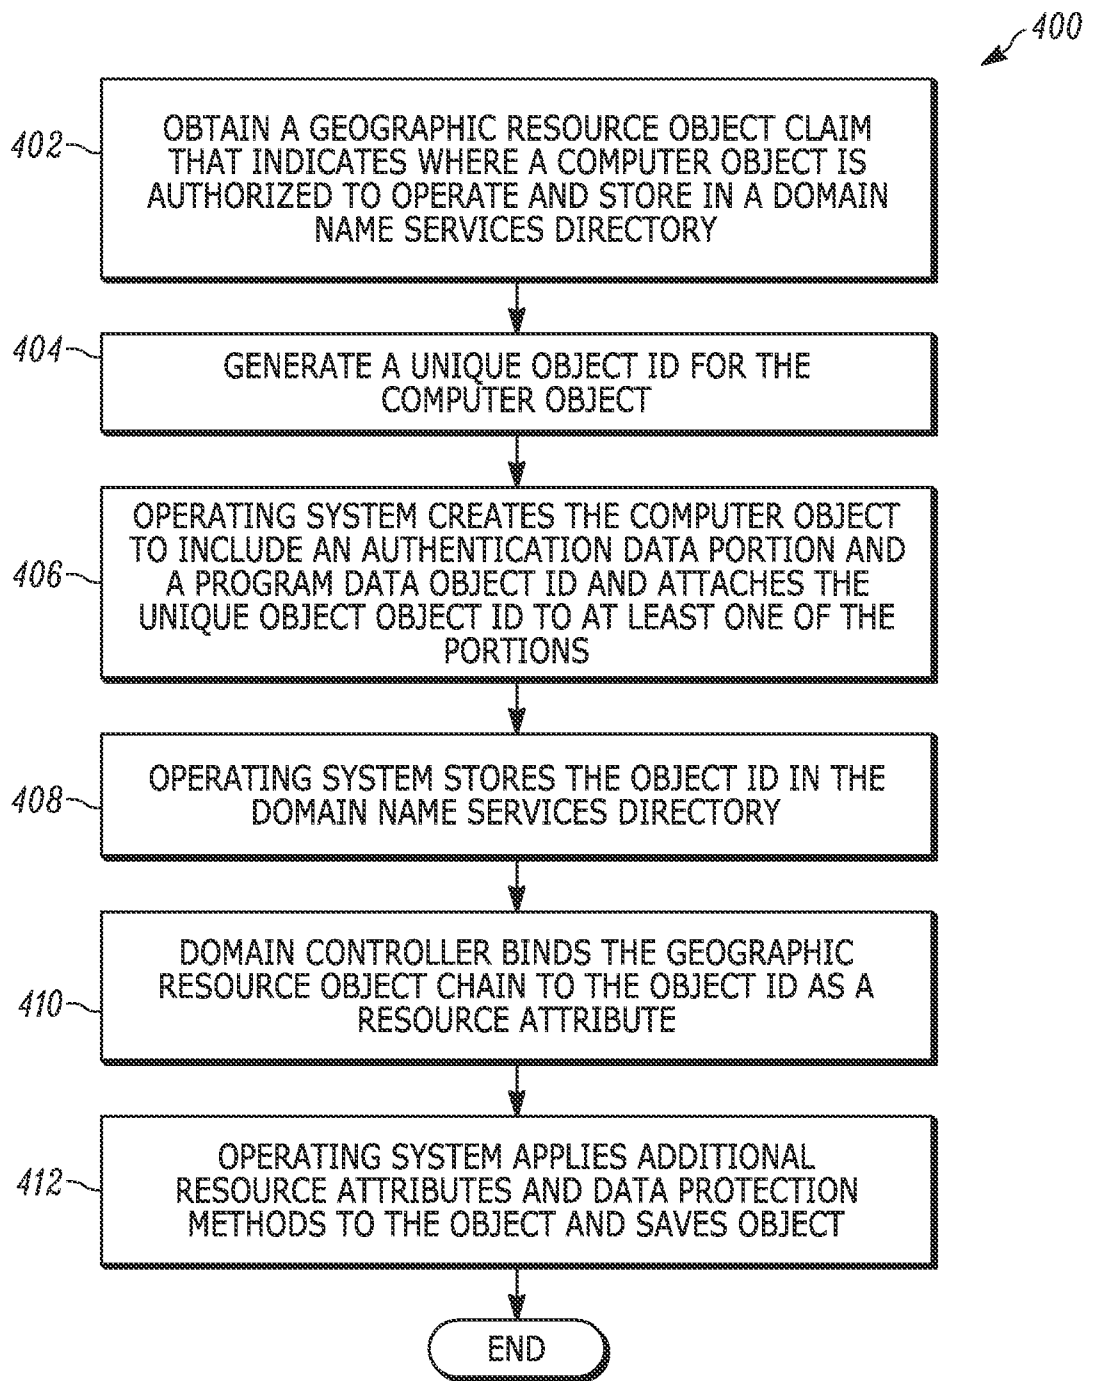 400
402
OBTAIN A GEOGRAPHIC RESOURCE OBJECT CLAIM
THAT INDICATES WHERE A COMPUTER OBJECT IS
AUTHORIZED TO OPERATE AND STORE IN A DOMAIN
NAME SERVICES DIRECTORY
404
GENERATE A UNIQUE OBJECT ID FOR THE
COMPUTER OBJECT
406
OPERATING SYSTEM CREATES THE COMPUTER OBJECT
TO INCLUDE AN AUTHENTICATION DATA PORTION AND
A PROGRAM DATA OBJECT ID AND ATTACHES THE
UNIQUE OBJECT OBJECT ID TO AT LEAST ONE OF THE
PORTIONS
408
OPERATING SYSTEM STORES THE OBJECT ID IN THE
DOMAIN NAME SERVICES DIRECTORY
410
DOMAIN CONTROLLER BINDS THE GEOGRAPHIC
RESOURCE OBJECT CHAIN TO THE OBJECT ID AS A
RESOURCE ATTRIBUTE
412
OPERATING SYSTEM APPLIES ADDITIONAL
RESOURCE ATTRIBUTES AND DATA PROTECTION
METHODS TO THE OBJECT AND SAVES OBJECT
END